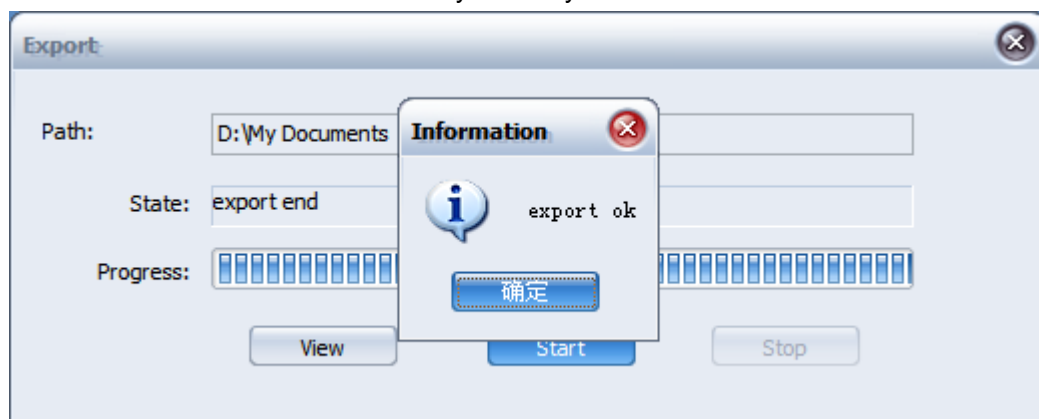 Export
Path:
D:\My Documents
Information
State:
export end
export ok
Progress:
确定
View
Start
Stop